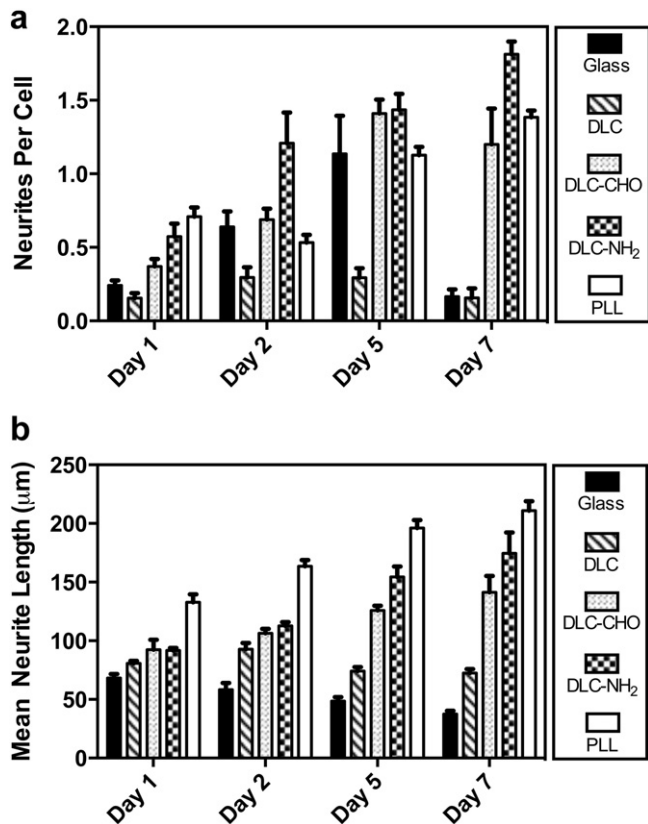 a
Neurites Per Cell
2.0
1.5
1.0
0.5
0.0
Day 1
Day 2
Day 5
Day 7
Glass
DLC
DLC-CHO
DLC-NH₂
PLL
b
Mean Neurite Length (μm)
250
200
150
100
50
0
Day 1
Day 2
Day 5
Day 7
Glass
DLC
DLC-CHO
DLC-NH₂
PLL